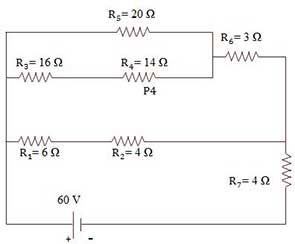 R₅= 20 Ω
R₆= 3 Ω
R₃= 16 Ω
R₄= 14 Ω
P4
R₁= 6 Ω
R₂= 4 Ω
R₇= 4 Ω
60 V
+ -